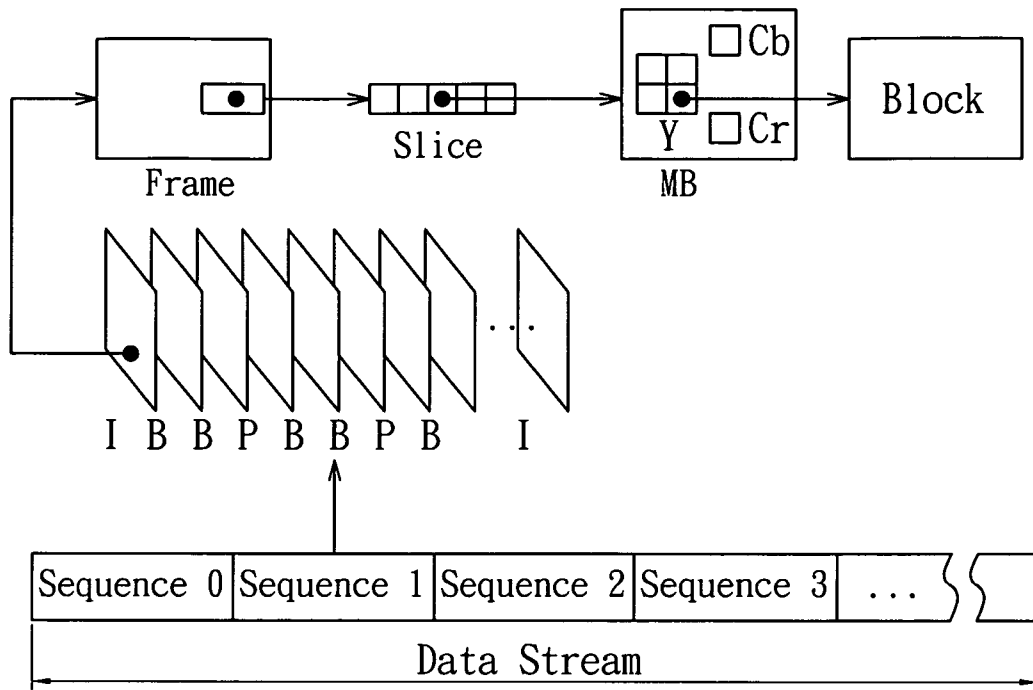 Cb
Block
Y
Cr
Slice
Frame
MB
...
I B B P B B P B I
Sequence 0 Sequence 1 Sequence 2 Sequence 3 ...
Data Stream